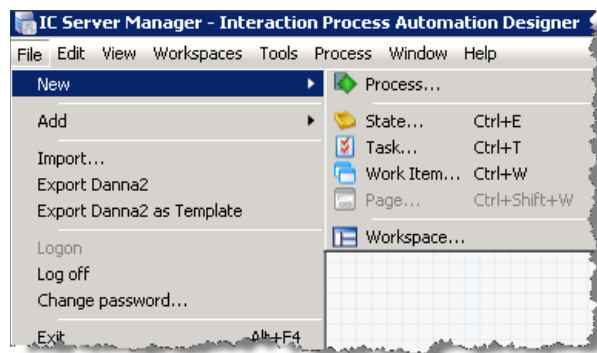 IC Server Manager - Interaction Process Automation Designer
File Edit View Workspaces Tools Process Window Help
New
Add
Import...
Export Danna2
Export Danna2 as Template
Logon
Log off
Change password...
Exit Alt+F4
Process...
State... Ctrl+E
Task... Ctrl+T
Work Item... Ctrl+W
Page... Ctrl+Shift+W
Workspace...